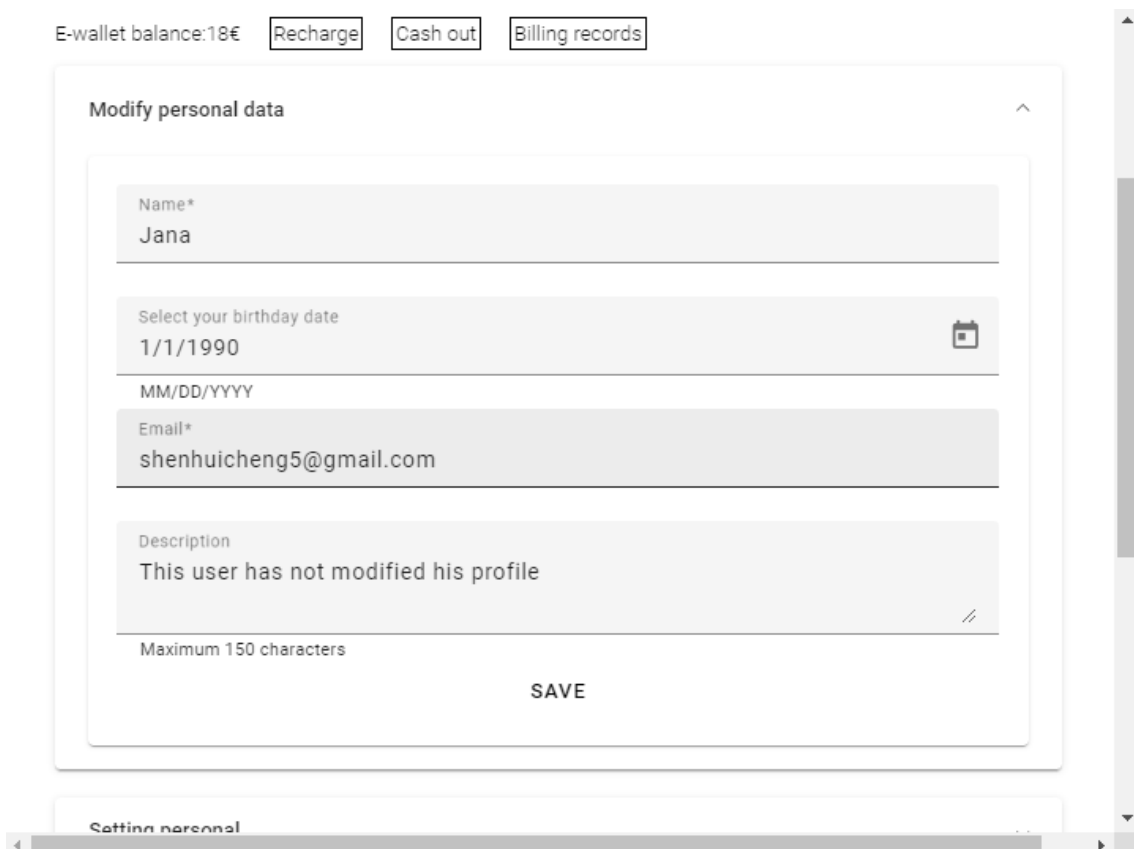 E-wallet balance:18€ Recharge Cash out Billing records
Modify personal data
Name*
Jana
Select your birthday date
1/1/1990
MM/DD/YYYY
Email*
shenhuicheng5@gmail.com
Description
This user has not modified his profile
Maximum 150 characters
SAVE
Setting personal